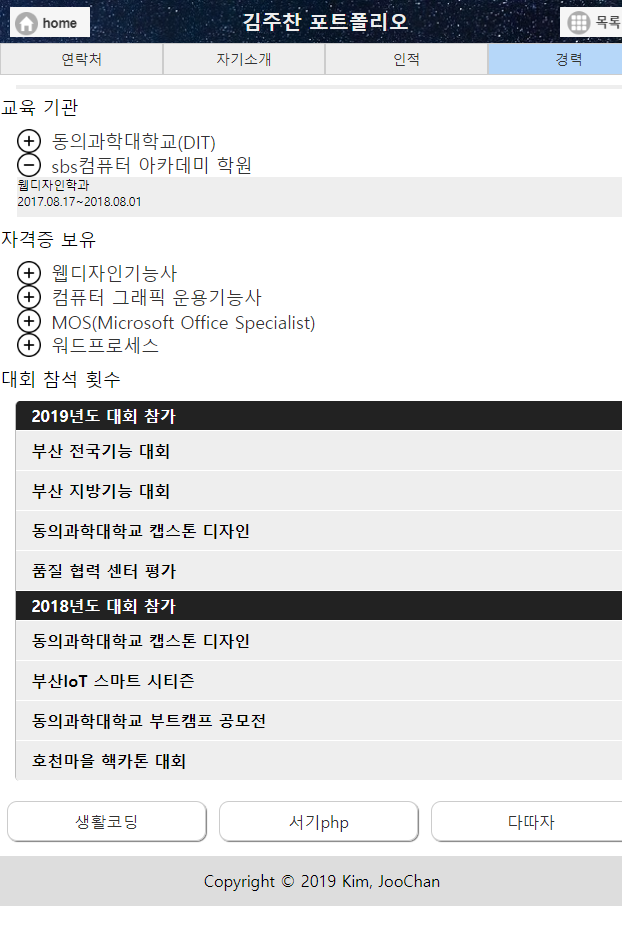 home
김주찬 포트폴리오
목록
연락처
자기소개
인적
경력
교육 기관
동의과학대학교(DIT)
sbs컴퓨터 아카데미 학원
웹디자인학과
2017.08.17~2018.08.01
자격증 보유
웹디자인기능사
컴퓨터 그래픽 운용기능사
MOS(Microsoft Office Specialist)
워드프로세스
대회 참석 횟수
2019년도 대회 참가
부산 전국기능 대회
부산 지방기능 대회
동의과학대학교 캡스톤 디자인
품질 협력 센터 평가
2018년도 대회 참가
동의과학대학교 캡스톤 디자인
부산IoT 스마트 시티즌
동의과학대학교 부트캠프 공모전
호천마을 핵카톤 대회
생활코딩
서기php
다따자
Copyright © 2019 Kim, JooChan